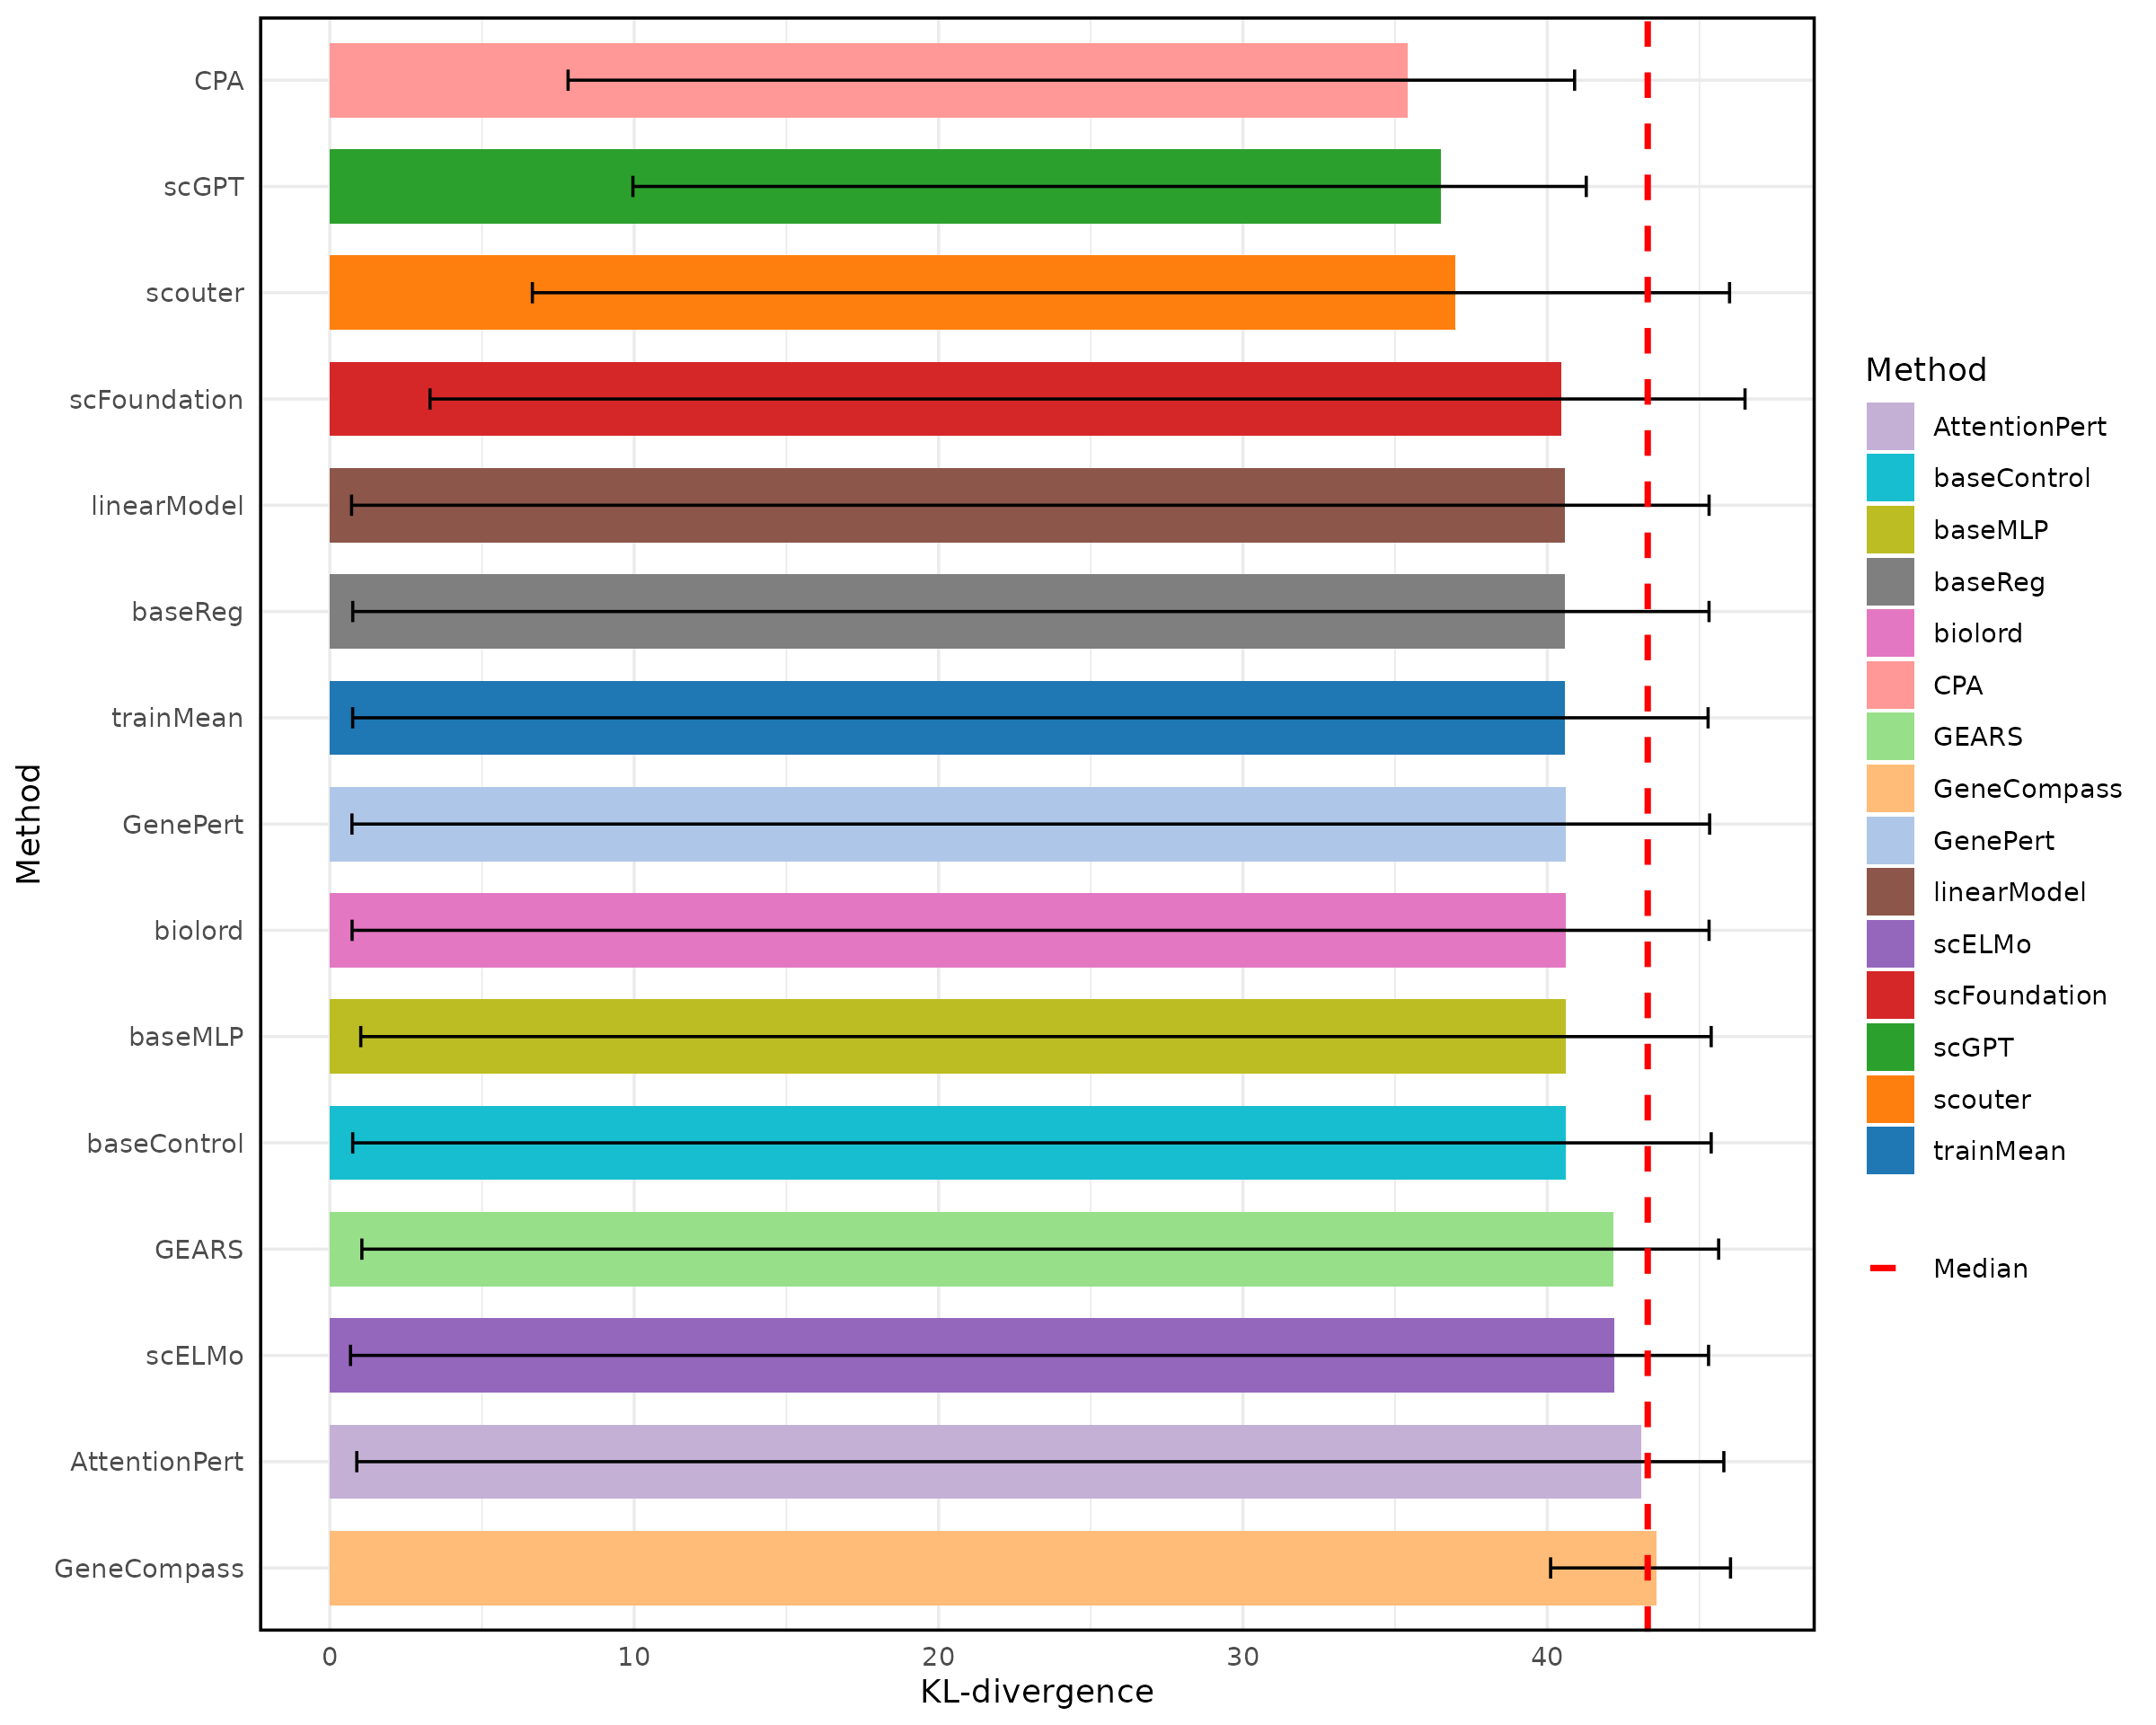 CPA
scGPT
scouter
scFoundation
linearModel
baseReg
trainMean
GenePert
biolord
baseMLP
baseControl
GEARS
scELMo
AttentionPert
GeneCompass
Method
0 10 20 30 40
KL-divergence
Method
AttentionPert
baseControl
baseMLP
baseReg
biolord
CPA
GEARS
GeneCompass
GenePert
linearModel
scELMo
scFoundation
scGPT
scouter
trainMean
Median